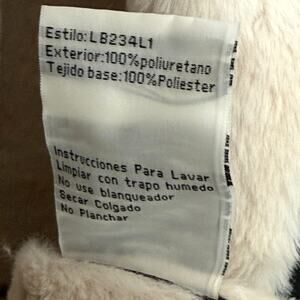 Estilo:LB234L1
Exterior:100%poliuretano
Tejido base:100%Poliester
Instrucciones Para Lavar
Limpiar con trapo humedo
No use blanqueador
Secar Colgado
No Planchar